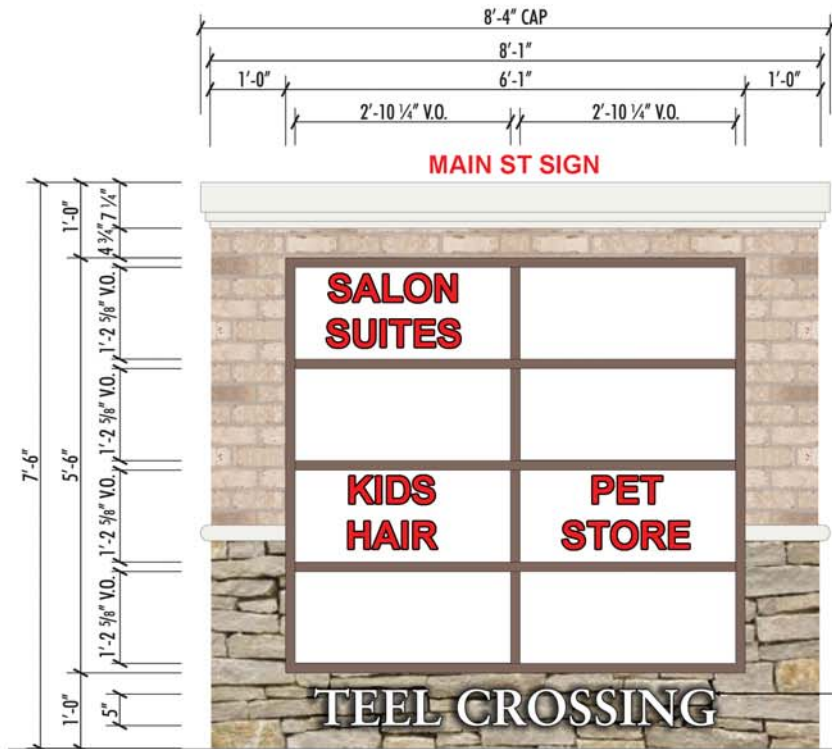 8'-4" CAP
8'-1"
1'-0" 6'-1" 1'-0"
2'-10 ¼" V.O. 2'-10 ¼" V.O.
MAIN ST SIGN
7'-6"
1'-0"
5'-6"
1'-0"
7 ¼"
4 ¾"
1'-2 ⅝" V.O.
1'-2 ⅝" V.O.
1'-2 ⅝" V.O.
1'-2 ⅝" V.O.
5"
SALON
SUITES
KIDS
HAIR
PET
STORE
TEEL CROSSING